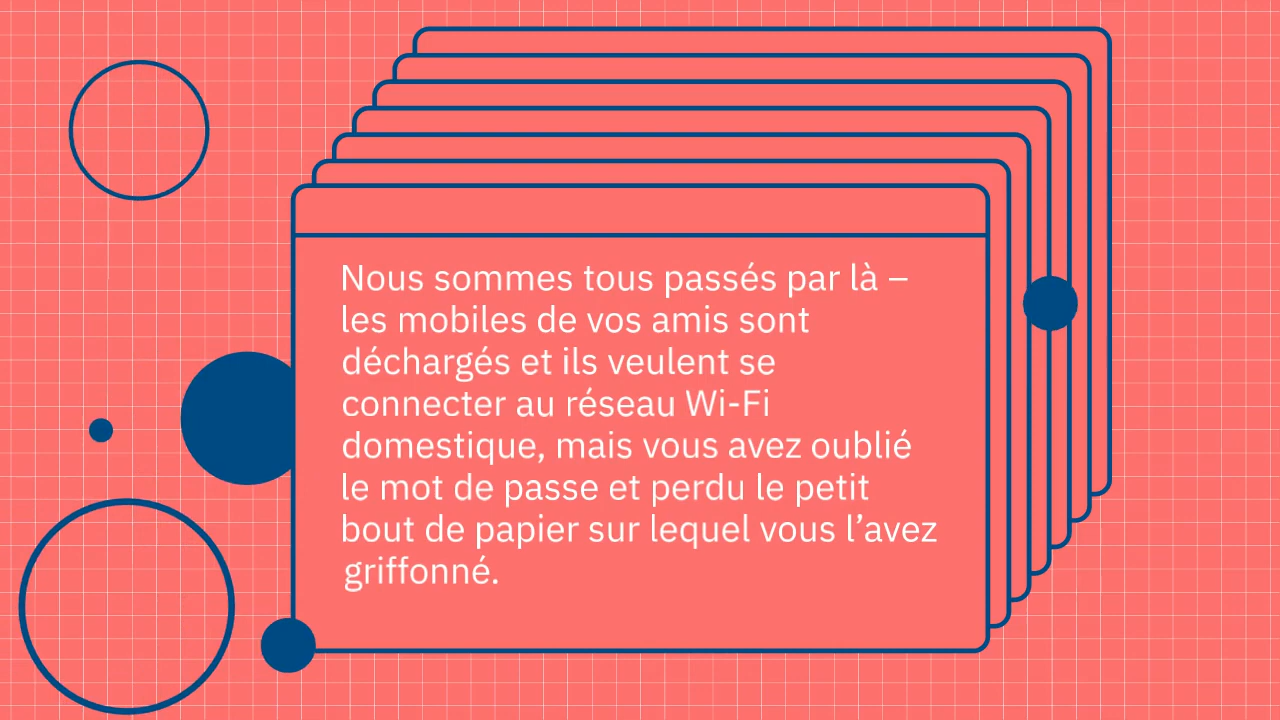 Nous sommes tous passés par là –
les mobiles de vos amis sont
déchargés et ils veulent se
connecter au réseau Wi-Fi
domestique, mais vous avez oublié
le mot de passe et perdu le petit
bout de papier sur lequel vous l’avez
griffonné.